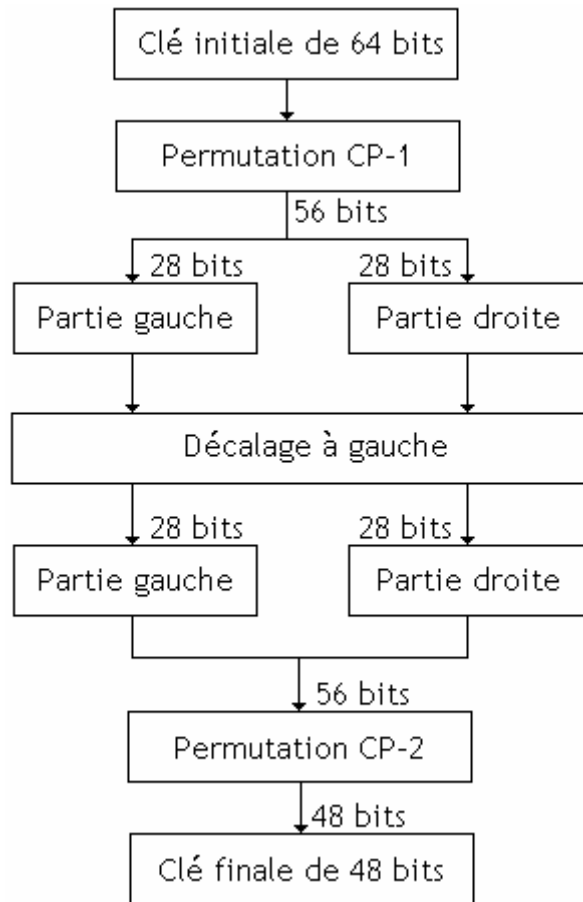 Clé initiale de 64 bits
Permutation CP-1
56 bits
28 bits
28 bits
Partie gauche
Partie droite
Décalage à gauche
28 bits
28 bits
Partie gauche
Partie droite
56 bits
Permutation CP-2
48 bits
Clé finale de 48 bits